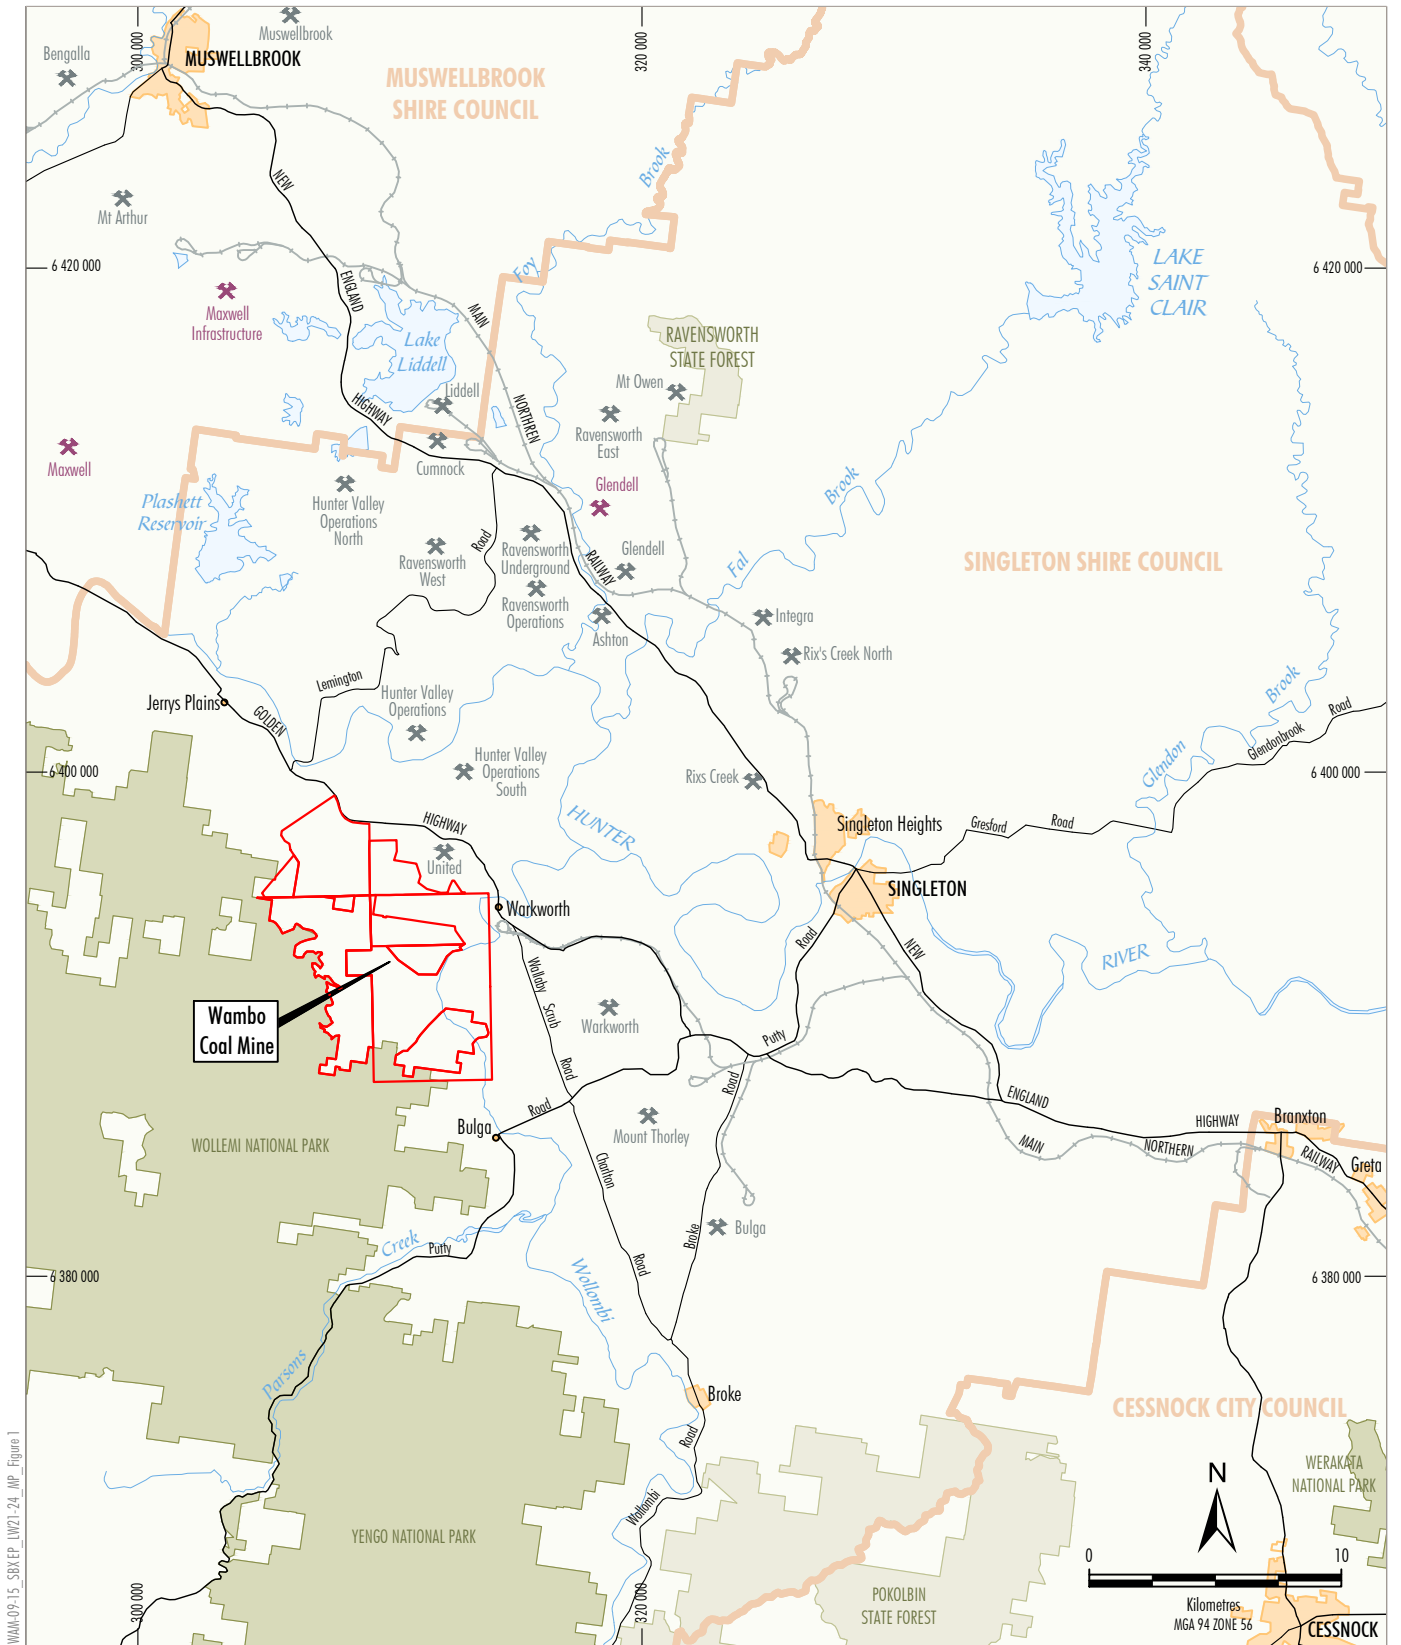 300 000
320 000
340 000
Muswellbrook
Bengalla
MUSWELLBROOK
MUSWELLBROOK
SHIRE COUNCIL
Brook
NEW
Mt Arthur
6 420 000
6 420 000
Foy
ENGLAND
LAKE
SAINT
CLAIR
Maxwell
Infrastructure
MAIN
Lake
Liddell
RAVENSWORTH
STATE FOREST
Liddell
Mt Owen
HIGHWAY
NORTHREN
Ravensworth
East
Cumnock
Maxwell
Glendell
Brook
Plashett
Reservoir
Hunter Valley
Operations
North
Road
Ravensworth
Underground
Glendell
Ravensworth
West
RAILWAY
Fal
SINGLETON SHIRE COUNCIL
Ravensworth
Operations
Ashton
Integra
Rix's Creek North
Lemington
Hunter Valley
Operations
Brook
Jerrys Plains
GOLDEN
Road
Glendonbrook
Hunter Valley
Operations
South
Glendon
6 400 000
Rixs Creek
6 400 000
HIGHWAY
HUNTER
Singleton Heights
Gresford
Road
United
SINGLETON
Warkworth
Road
NEW
RIVER
Wallaby
Scrub
Road
Wambo
Coal Mine
Warkworth
Putty
Road
ENGLAND
HIGHWAY
Branxton
Road
Bulga
Mount Thorley
MAIN
NORTHERN
RAILWAY
Greta
WOLLEMI NATIONAL PARK
Charlton
Road
Broke
Bulga
Creek
Putty
Wollombi
6 380 000
6 380 000
Parsons
Broke
CESSNOCK CITY COUNCIL
Road
WERAKATA
NATIONAL PARK
N
Wollombi
YENGO NATIONAL PARK
0
10
Kilometres
MGA 94 ZONE 56
POKOLBIN
STATE FOREST
300 000
320 000
CESSNOCK
WAM-09-15_SBX EP_LW21-24_MP_Figure 1